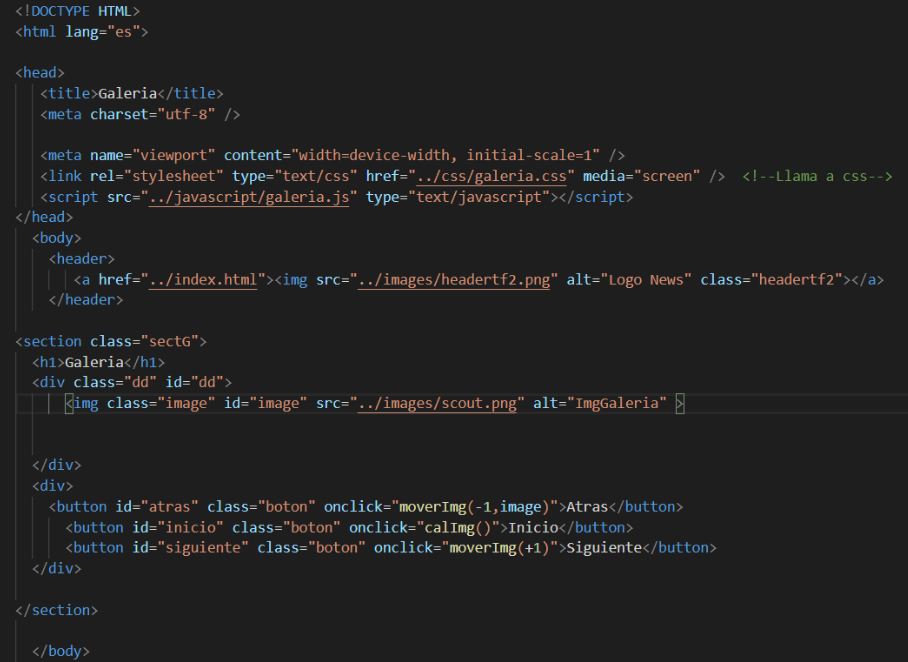 <!DOCTYPE HTML>
<html lang="es">
<head>
<title>Galeria</title>
<meta charset="utf-8" />
<meta name="viewport" content="width=device-width, initial-scale=1" />
<link rel="stylesheet" type="text/css" href="../css/galeria.css" media="screen" />  <!--Llama a css-->
<script src="../javascript/galeria.js" type="text/javascript"></script>
</head>
<body>
<header>
<a href="../index.html"><img src="../images/headertf2.png" alt="Logo News" class="headertf2"></a>
</header>
<section class="sectG">
<h1>Galeria</h1>
<div class="dd" id="dd">
<img class="image" id="image" src="../images/scout.png" alt="ImgGaleria" >
</div>
<div>
<button id="atras" class="boton" onclick="moverImg(-1,image)">Atras</button>
<button id="inicio" class="boton" onclick="calImg()">Inicio</button>
<button id="siguiente" class="boton" onclick="moverImg(+1)">Siguiente</button>
</div>
</section>
</body>